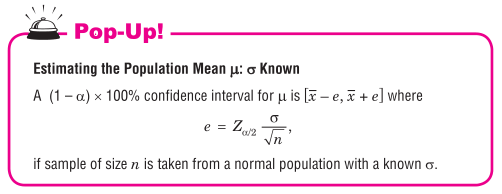 Pop-Up!
Estimating the Population Mean μ: σ Known
A (1 – α) × 100% confidence interval for μ is [x̄ – e, x̄ + e] where
e = Z_{α/2} σ/√n,
if sample of size n is taken from a normal population with a known σ.